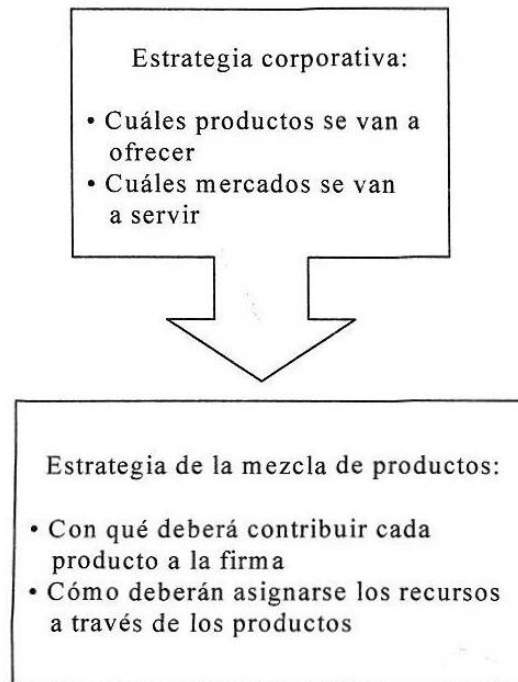 Estrategia corporativa:
• Cuáles productos se van a
ofrecer
• Cuáles mercados se van
a servir
Estrategia de la mezcla de productos:
• Con qué deberá contribuir cada
producto a la firma
• Cómo deberán asignarse los recursos
a través de los productos